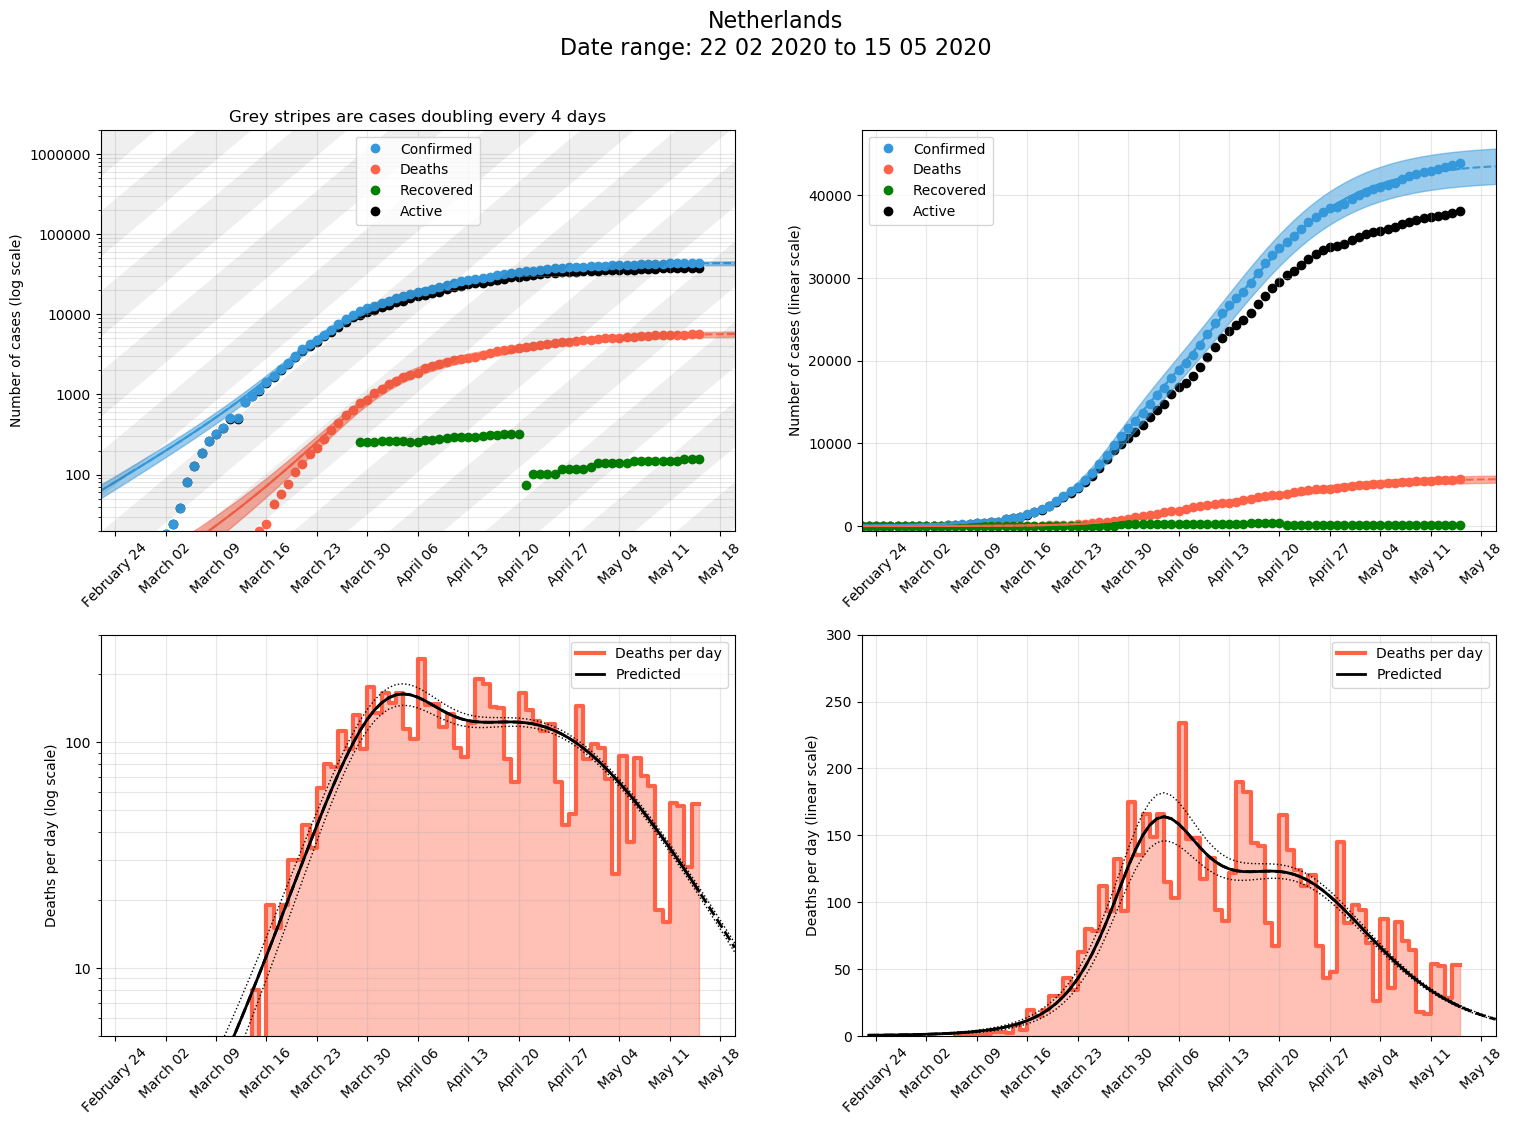 Netherlands
Date range: 22 02 2020 to 15 05 2020
Grey stripes are cases doubling every 4 days
Number of cases (log scale)
1000000
100000
10000
1000
100
Confirmed
Deaths
Recovered
Active
February 24
March 02
March 09
March 16
March 23
March 30
April 06
April 13
April 20
April 27
May 04
May 11
May 18
Number of cases (linear scale)
40000
30000
20000
10000
0
Confirmed
Deaths
Recovered
Active
February 24
March 02
March 09
March 16
March 23
March 30
April 06
April 13
April 20
April 27
May 04
May 11
May 18
Deaths per day (log scale)
100
10
Deaths per day
Predicted
February 24
March 02
March 09
March 16
March 23
March 30
April 06
April 13
April 20
April 27
May 04
May 11
May 18
Deaths per day (linear scale)
300
250
200
150
100
50
0
Deaths per day
Predicted
February 24
March 02
March 09
March 16
March 23
March 30
April 06
April 13
April 20
April 27
May 04
May 11
May 18